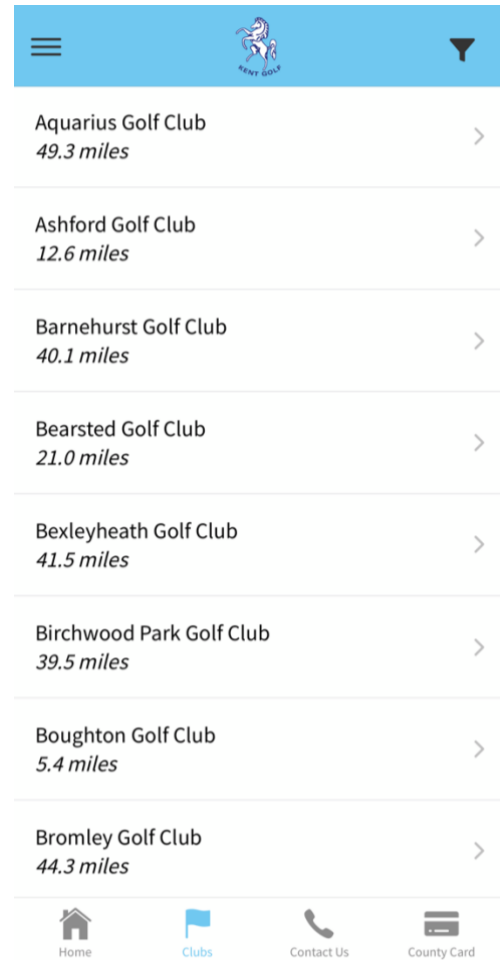 KENT GOLF
Aquarius Golf Club
49.3 miles
Ashford Golf Club
12.6 miles
Barnehurst Golf Club
40.1 miles
Bearsted Golf Club
21.0 miles
Bexleyheath Golf Club
41.5 miles
Birchwood Park Golf Club
39.5 miles
Boughton Golf Club
5.4 miles
Bromley Golf Club
44.3 miles
Home
Clubs
Contact Us
County Card